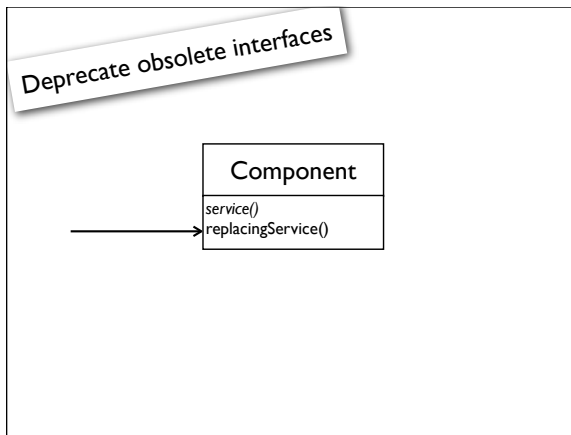 Deprecate obsolete interfaces
Component
service()
replacingService()